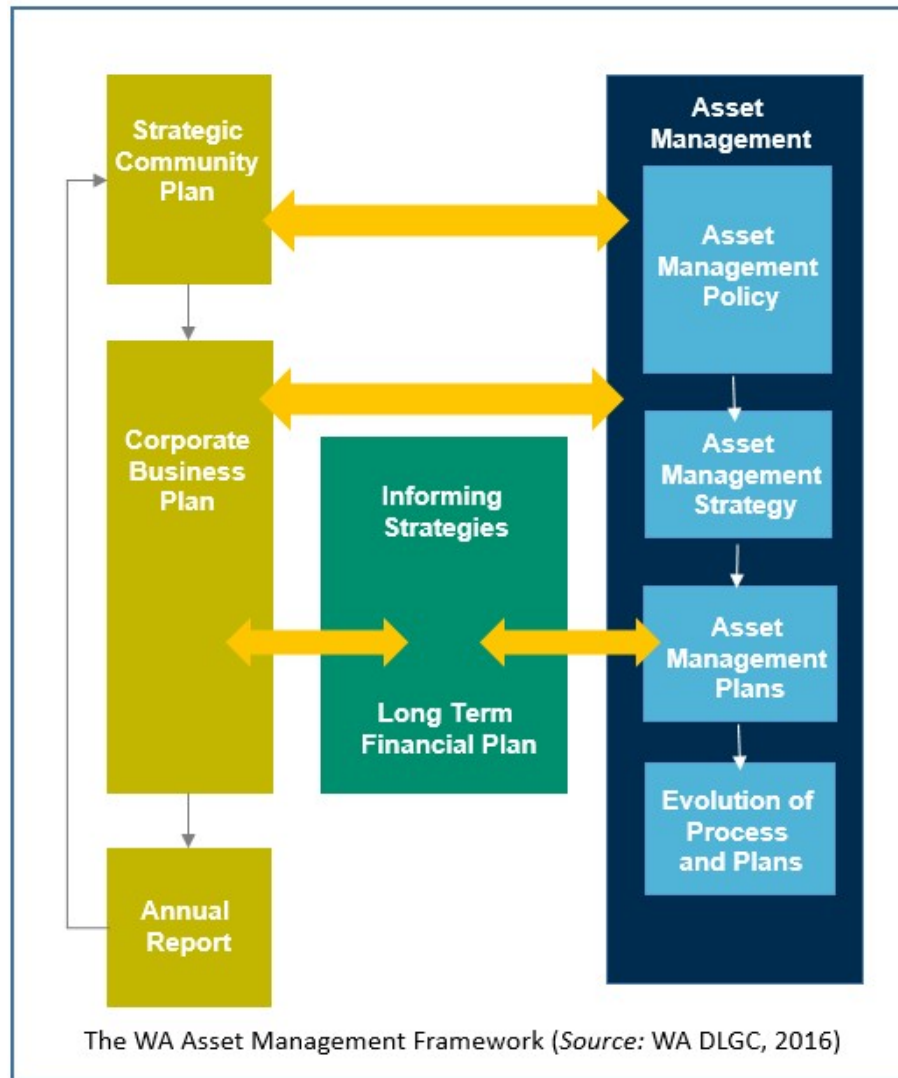 Strategic
Community
Plan
Corporate
Business
Plan
Annual
Report
Informing
Strategies
Long Term
Financial Plan
Asset
Management
Asset
Management
Policy
Asset
Management
Strategy
Asset
Management
Plans
Evolution of
Process
and Plans
The WA Asset Management Framework (Source: WA DLGC, 2016)